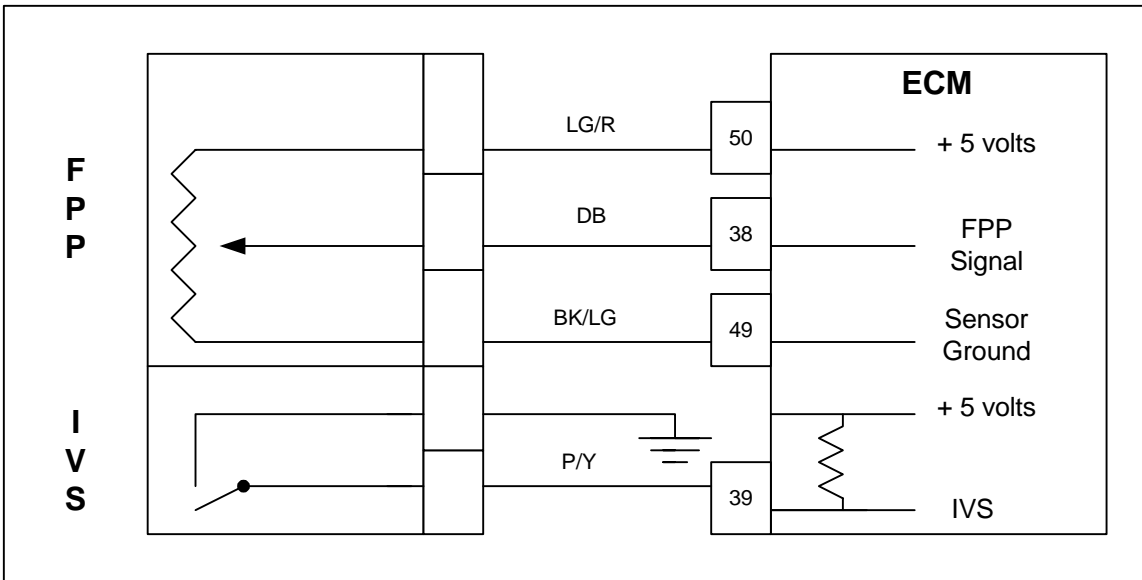 ECM
LG/R
50
+ 5 volts
F
P
P
DB
38
FPP
Signal
BK/LG
49
Sensor
Ground
I
V
S
+ 5 volts
P/Y
39
IVS